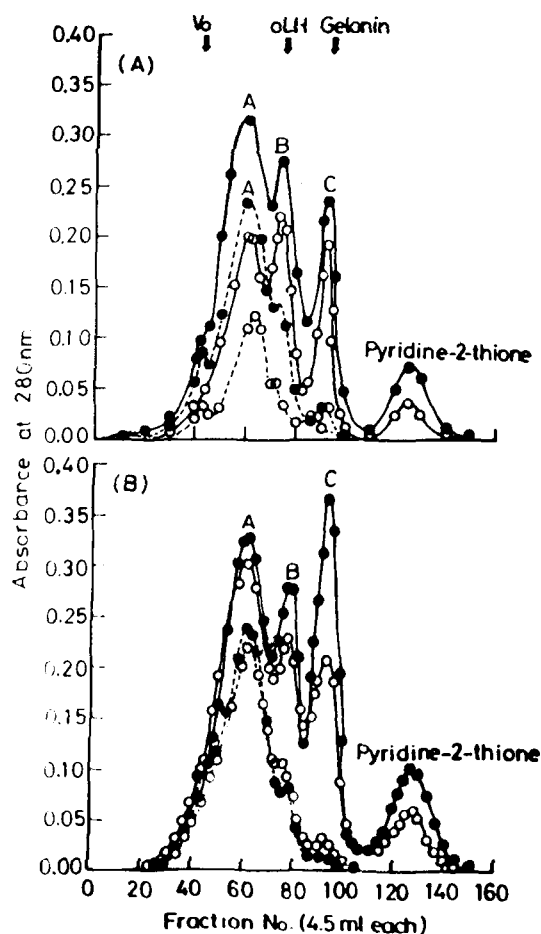 Vo oLH Gelonin
0.40
(A)
0.35
A
0.30
B
0.25
A
C
0.20
0.15
0.10
Pyridine-2-thione
0.05
0.00
Absorbance at 280nm
0.40
(B)
0.35
A
C
0.30
B
0.25
0.20
0.15
Pyridine-2-thione
0.10
0.05
0.00
0 20 40 60 80 100 120 140 160
Fraction No. (4.5 ml each)